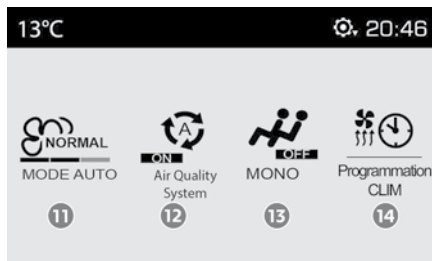 13°C 20:46
NORMAL
A
ON
OFF
MODE AUTO
Air Quality
System
MONO
Programmation
CLIM
11 12 13 14